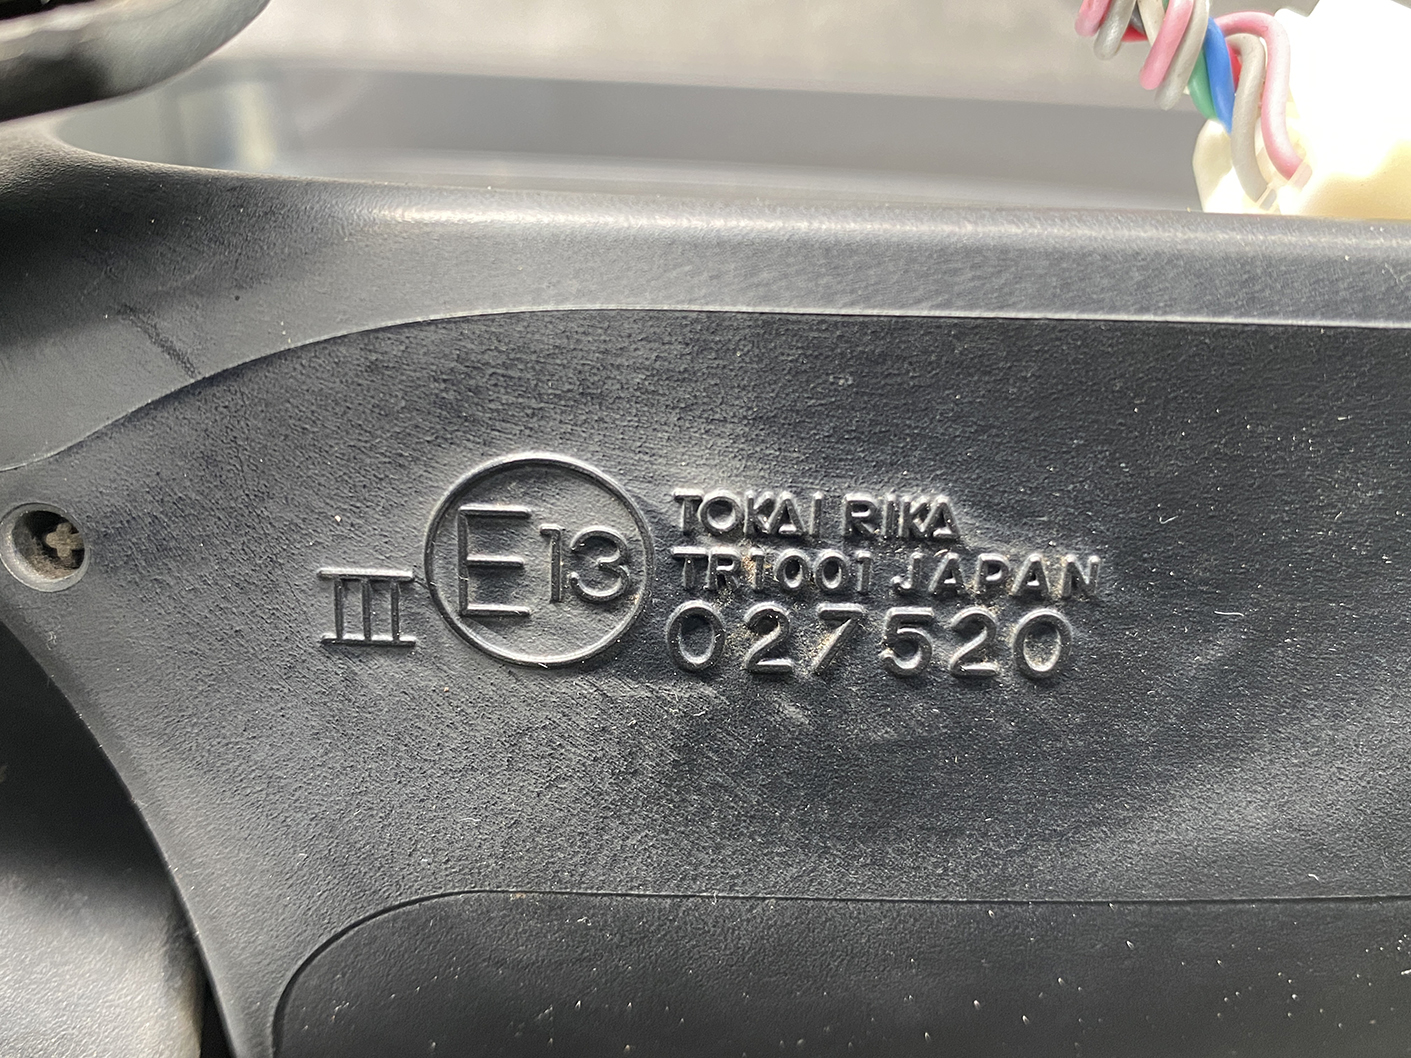 III E13
TOKAI RIKA
TR1001 JAPAN
027520